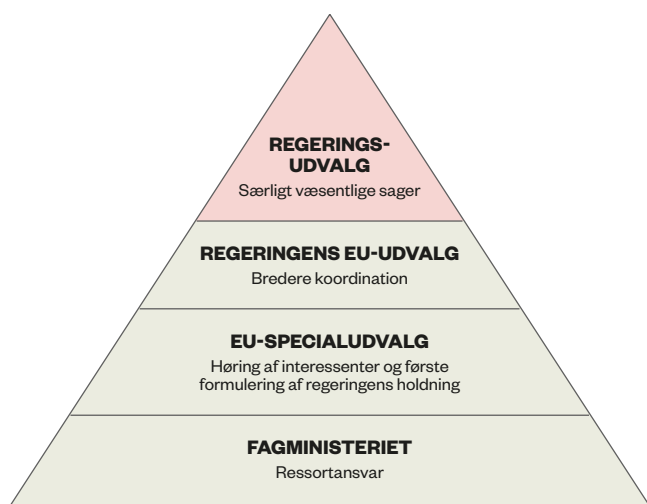 REGERINGS-
UDVALG
Særligt væsentlige sager
REGERINGENS EU-UDVALG
Bredere koordination
EU-SPECIALUDVALG
Høring af interessenter og første
formulering af regeringens holdning
FAGMINISTERIET
Ressortansvar